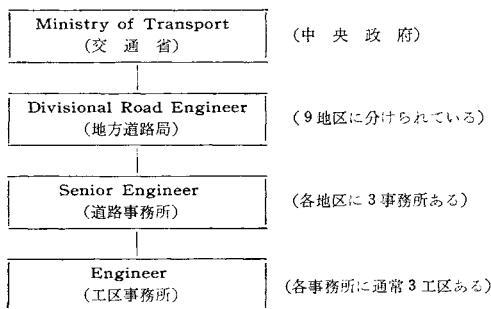 Ministry of Transport
(交通省)
(中央政府)
Divisional Road Engineer
(地方道路局)
(9地区に分けられている)
Senior Engineer
(道路事務所)
(各地区に3事務所ある)
Engineer
(工区事務所)
(各事務所に通常3工区ある)